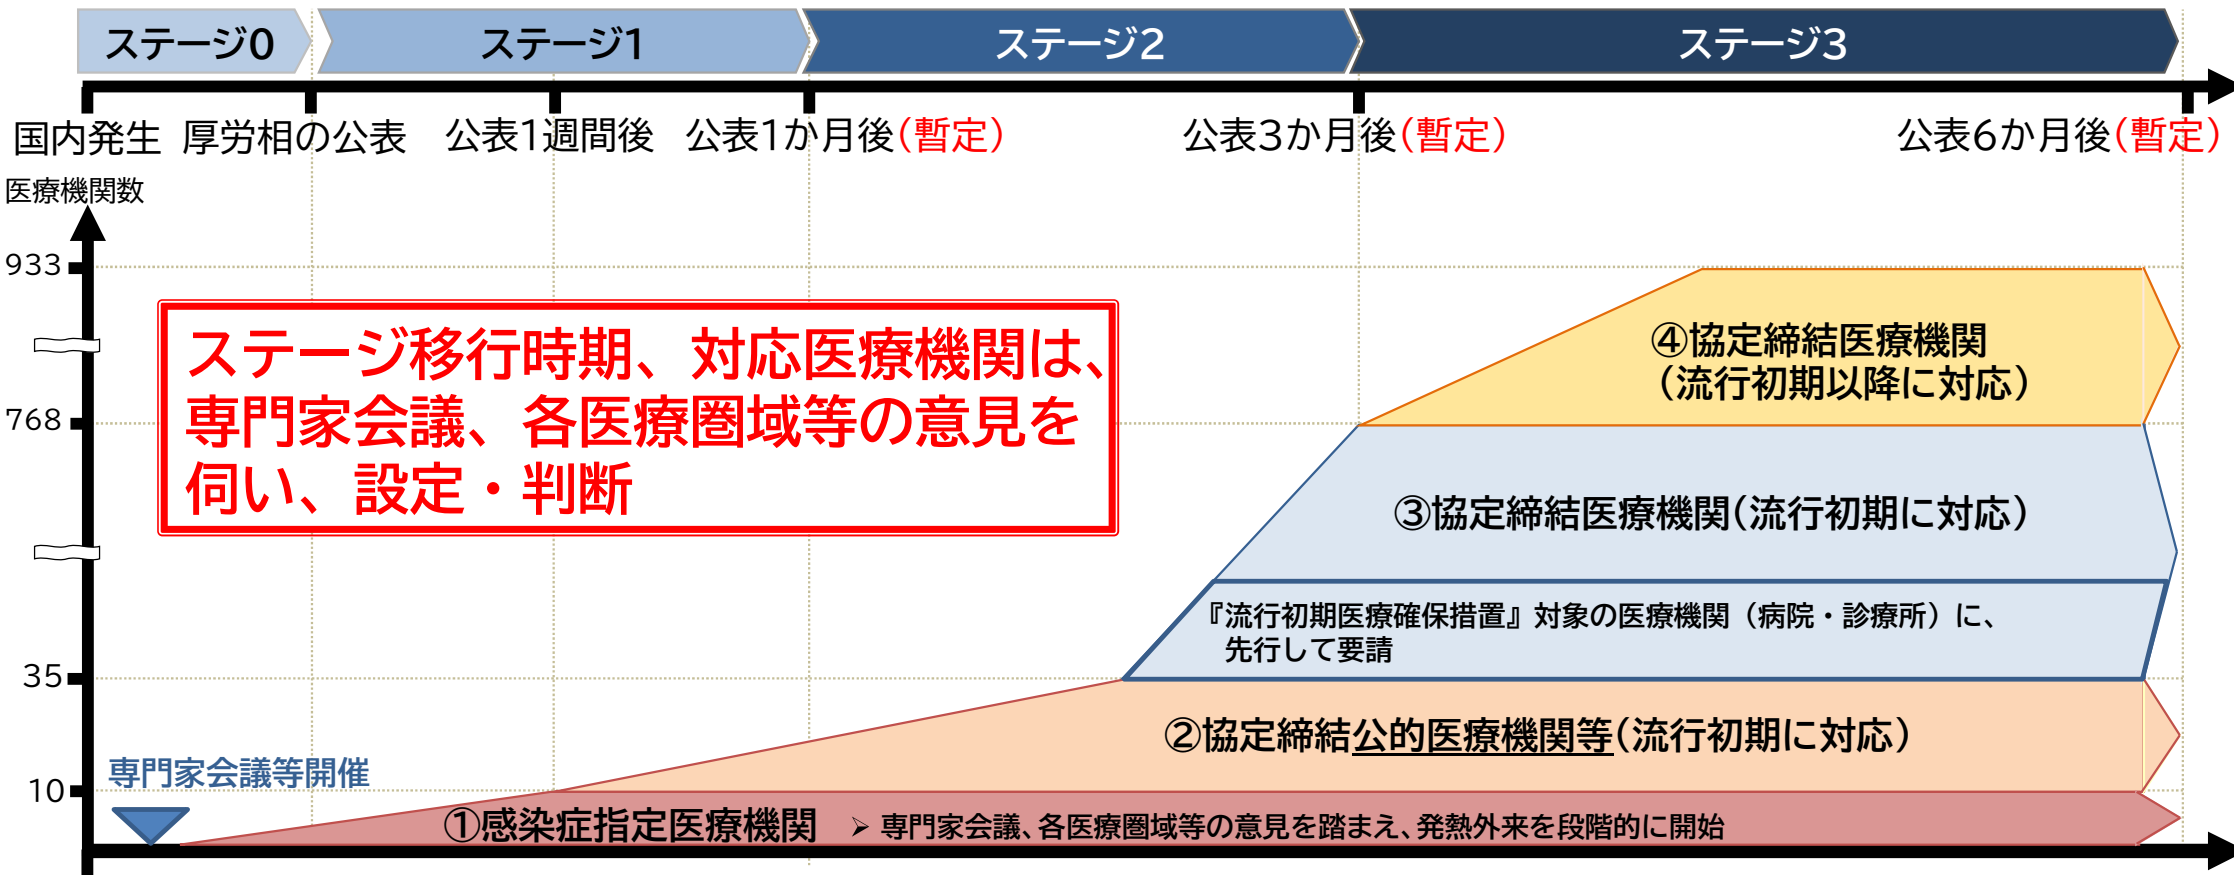 ステージ0
ステージ1
ステージ2
ステージ3
国内発生
厚労相の公表
公表1週間後
公表1か月後(暫定)
公表3か月後(暫定)
公表6か月後(暫定)
医療機関数
933
768
35
10
ステージ移行時期、対応医療機関は、
専門家会議、各医療圏域等の意見を
伺い、設定・判断
④協定締結医療機関
(流行初期以降に対応)
③協定締結医療機関(流行初期に対応)
『流行初期医療確保措置』対象の医療機関（病院・診療所）に、
先行して要請
②協定締結公的医療機関等(流行初期に対応)
専門家会議等開催
①感染症指定医療機関
➢ 専門家会議、各医療圏域等の意見を踏まえ、発熱外来を段階的に開始